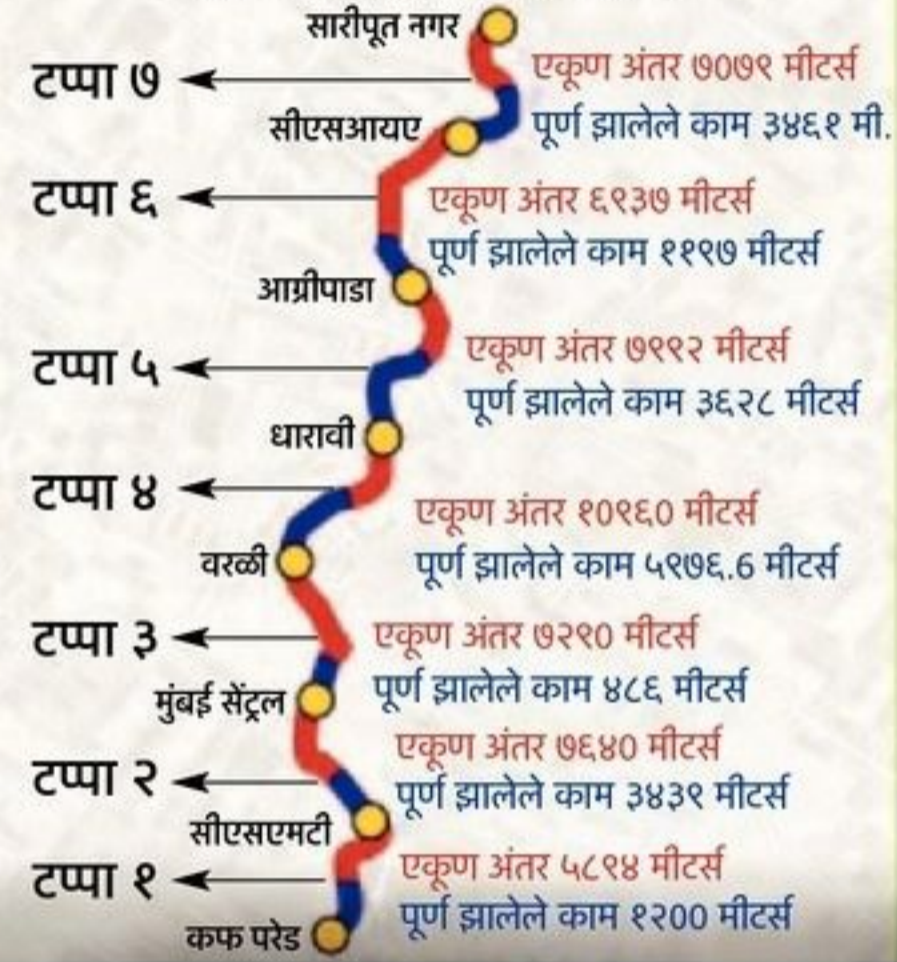 सारीपूत नगर
टप्पा ७
एकूण अंतर ७०७९ मीटर्स
पूर्ण झालेले काम ३४६१ मी.
सीएसआयए
टप्पा ६
एकूण अंतर ६९३७ मीटर्स
पूर्ण झालेले काम ११९७ मीटर्स
आग्रीपाडा
टप्पा ५
एकूण अंतर ७९९२ मीटर्स
पूर्ण झालेले काम ३६२८ मीटर्स
धारावी
टप्पा ४
एकूण अंतर १०९६० मीटर्स
पूर्ण झालेले काम ५९७६.6 मीटर्स
वरळी
टप्पा ३
एकूण अंतर ७२९० मीटर्स
पूर्ण झालेले काम ४८६ मीटर्स
मुंबई सेंट्रल
टप्पा २
एकूण अंतर ७६४० मीटर्स
पूर्ण झालेले काम ३४३९ मीटर्स
सीएसएमटी
टप्पा १
एकूण अंतर ५८९४ मीटर्स
पूर्ण झालेले काम १२०० मीटर्स
कफ परेड